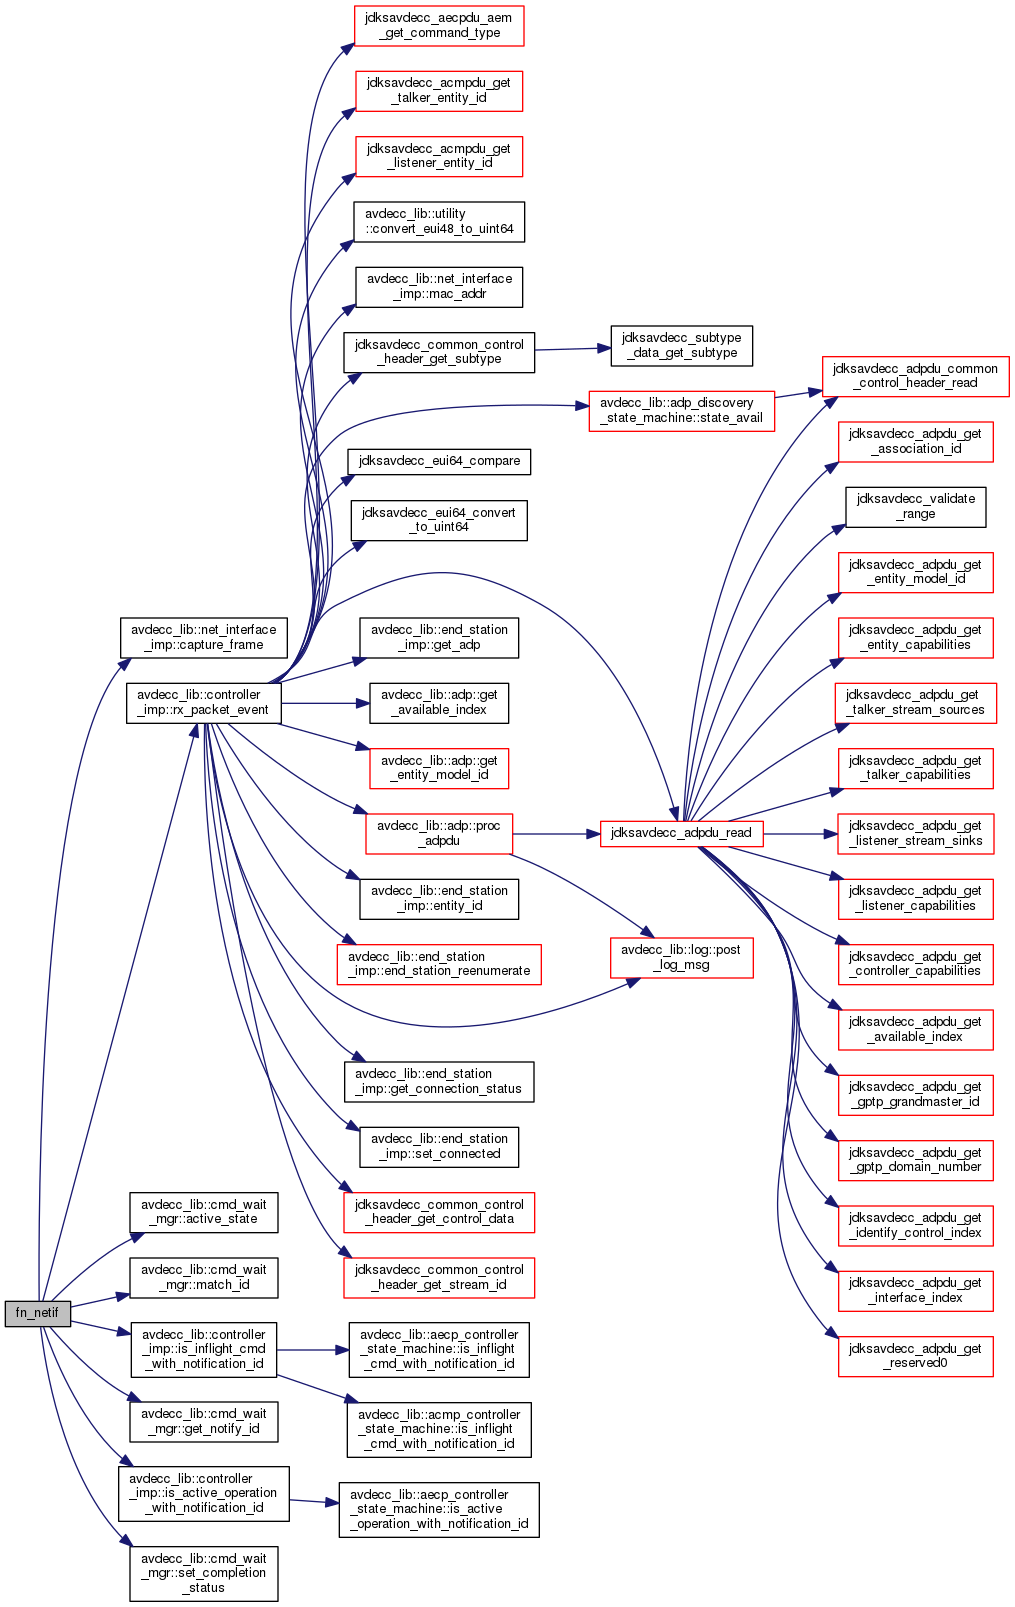 jdksavdecc_aecpdu_aem
_get_command_type
jdksavdecc_acmpdu_get
_talker_entity_id
jdksavdecc_acmpdu_get
_listener_entity_id
avdecc_lib::utility
::convert_eui48_to_uint64
avdecc_lib::net_interface
_imp::mac_addr
jdksavdecc_common_control
_header_get_subtype
jdksavdecc_subtype
_data_get_subtype
avdecc_lib::adp_discovery
_state_machine::state_avail
jdksavdecc_adpdu_common
_control_header_read
jdksavdecc_eui64_compare
jdksavdecc_adpdu_get
_association_id
jdksavdecc_eui64_convert
_to_uint64
jdksavdecc_validate
_range
jdksavdecc_adpdu_get
_entity_model_id
avdecc_lib::net_interface
_imp::capture_frame
avdecc_lib::end_station
_imp::get_adp
jdksavdecc_adpdu_get
_entity_capabilities
avdecc_lib::controller
_imp::rx_packet_event
avdecc_lib::adp::get
_available_index
jdksavdecc_adpdu_get
_talker_stream_sources
avdecc_lib::adp::get
_entity_model_id
jdksavdecc_adpdu_get
_talker_capabilities
avdecc_lib::adp::proc
_adpdu
jdksavdecc_adpdu_read
jdksavdecc_adpdu_get
_listener_stream_sinks
avdecc_lib::end_station
_imp::entity_id
jdksavdecc_adpdu_get
_listener_capabilities
avdecc_lib::end_station
_imp::end_station_reenumerate
avdecc_lib::log::post
_log_msg
jdksavdecc_adpdu_get
_controller_capabilities
jdksavdecc_adpdu_get
_available_index
avdecc_lib::end_station
_imp::get_connection_status
jdksavdecc_adpdu_get
_gptp_grandmaster_id
avdecc_lib::end_station
_imp::set_connected
jdksavdecc_adpdu_get
_gptp_domain_number
avdecc_lib::cmd_wait
_mgr::active_state
jdksavdecc_common_control
_header_get_control_data
jdksavdecc_adpdu_get
_identify_control_index
avdecc_lib::cmd_wait
_mgr::match_id
jdksavdecc_common_control
_header_get_stream_id
jdksavdecc_adpdu_get
_interface_index
fn_netif
avdecc_lib::controller
_imp::is_inflight_cmd
_with_notification_id
avdecc_lib::aecp_controller
_state_machine::is_inflight
_cmd_with_notification_id
jdksavdecc_adpdu_get
_reserved0
avdecc_lib::cmd_wait
_mgr::get_notify_id
avdecc_lib::acmp_controller
_state_machine::is_inflight
_cmd_with_notification_id
avdecc_lib::controller
_imp::is_active_operation
_with_notification_id
avdecc_lib::aecp_controller
_state_machine::is_active
_operation_with_notification_id
avdecc_lib::cmd_wait
_mgr::set_completion
_status